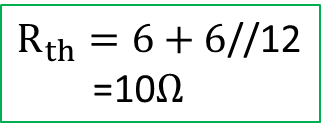 Rth = 6 + 6//12
=10Ω